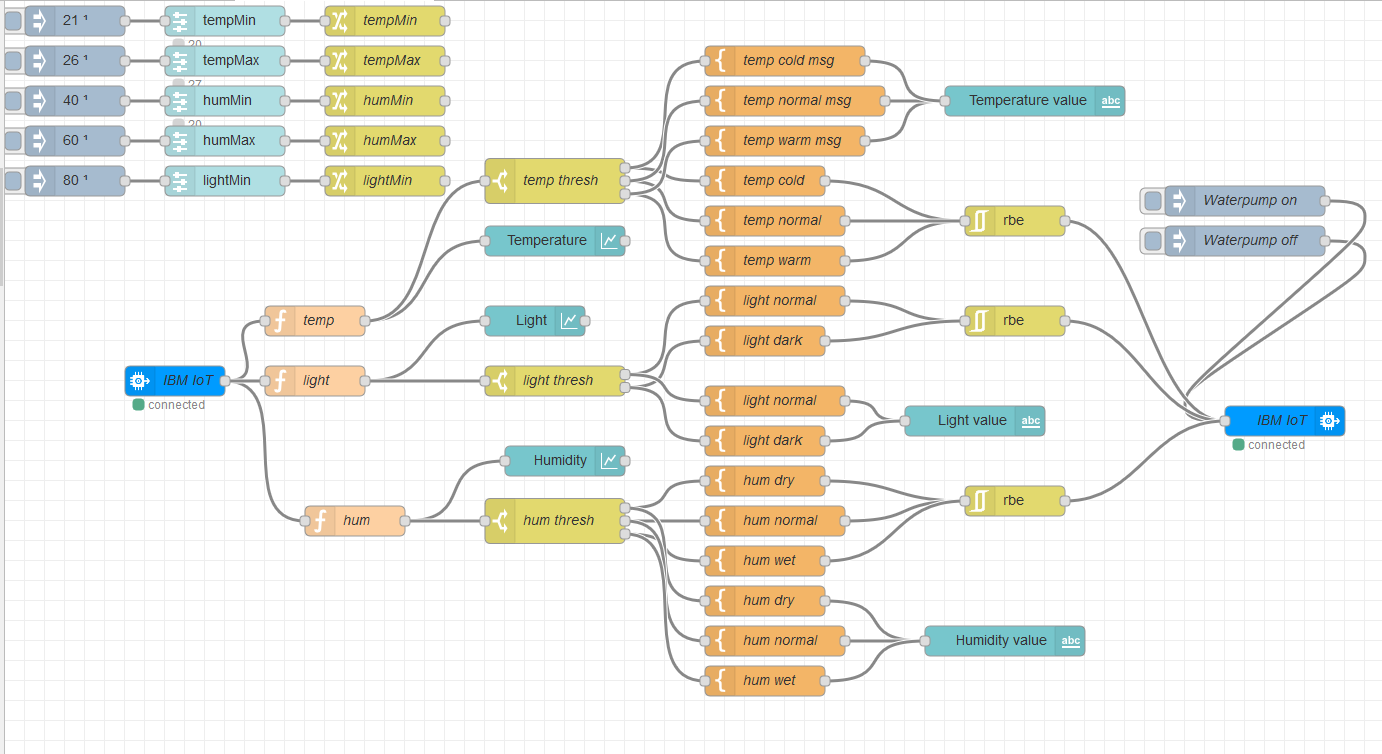 21 ¹
tempMin
tempMin
20
26 ¹
tempMax
tempMax
27
40 ¹
humMin
humMin
20
60 ¹
humMax
humMax
80 ¹
lightMin
lightMin
temp cold msg
temp normal msg
Temperature value
abc
temp warm msg
temp thresh
temp cold
temp normal
rbe
Temperature
temp warm
Waterpump on
Waterpump off
temp
Light
light normal
rbe
light dark
IBM IoT
connected
light
light thresh
light normal
Light value
abc
light dark
IBM IoT
connected
Humidity
hum dry
rbe
hum
hum thresh
hum normal
hum wet
hum dry
hum normal
Humidity value
abc
hum wet